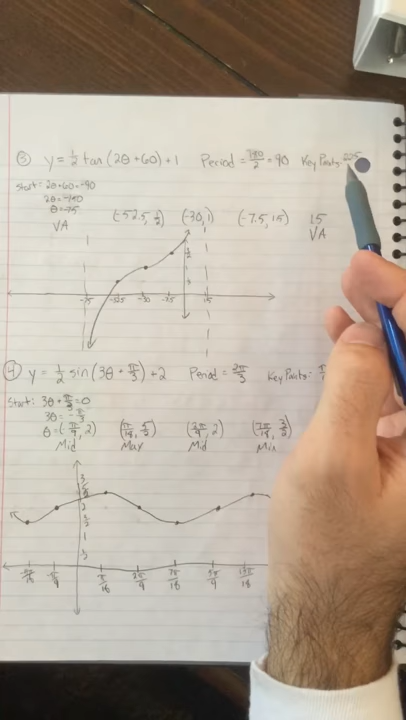 ③ y = 1/2 tan(2θ+60)+1 Period = 180/2 = 90 Key Points:
Start: 2θ+60=-90
2θ=-150
θ=-75
VA (-52.5, 1/2) (-30, 1) (-7.5, 1.5) 15
VA
-75 -30 15
④ y = 1/2 sin(3θ + π/3) + 2 Period = 2π/3 Key Points:
Start: 3θ + π/3 = 0
3θ = -π/3
θ = (-π/9, 2) (π/18, 5/2) (2π/9, 2) (7π/18, 3/2)
Mid Max Mid Min
3
2
1
-π/9 π/18 2π/9 7π/18 5π/9 13π/18